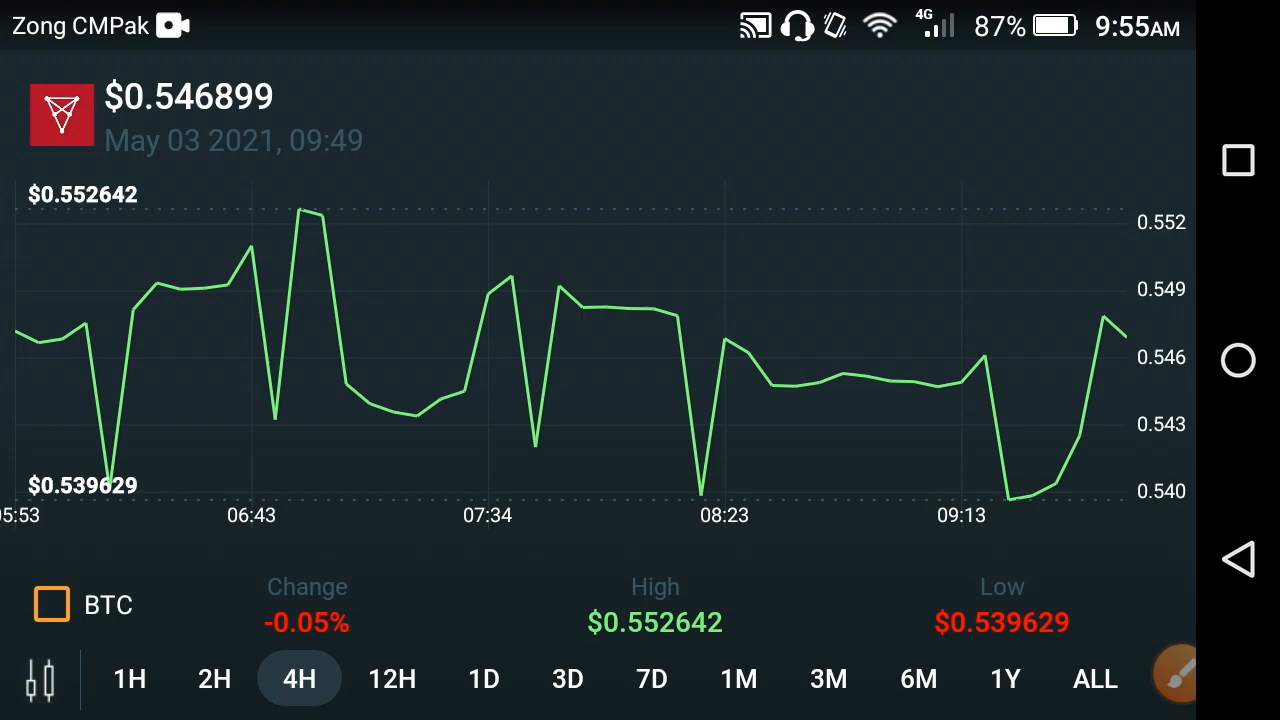 Zong CMPak 4G 87% 9:55AM
$0.546899
May 03 2021, 09:49
$0.552642
0.552
0.549
0.546
0.543
$0.539629
0.540
05:53 06:43 07:34 08:23 09:13
Change High Low
BTC -0.05% $0.552642 $0.539629
1H 2H 4H 12H 1D 3D 7D 1M 3M 6M 1Y ALL